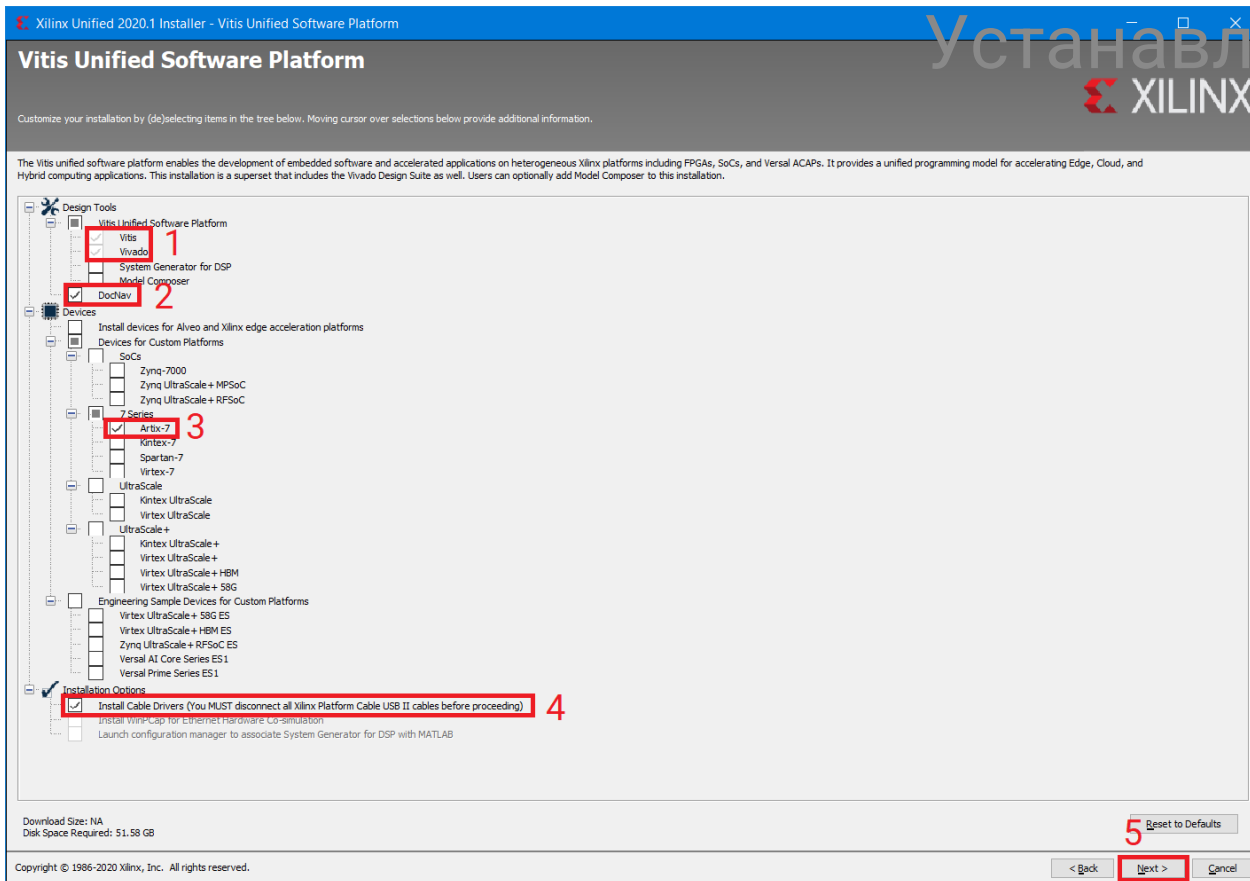 Xilinx Unified 2020.1 Installer - Vitis Unified Software Platform
Устанавл
Vitis Unified Software Platform
XILINX
Customize your installation by (de)selecting items in the tree below. Moving cursor over selections below provide additional information.
The Vitis unified software platform enables the development of embedded software and accelerated applications on heterogeneous Xilinx platforms including FPGAs, SoCs, and Versal ACAPs. It provides a unified programming model for accelerating Edge, Cloud, and
Hybrid computing applications. This installation is a superset that includes the Vivado Design Suite as well. Users can optionally add Model Composer to this installation.
Design Tools
Vitis Unified Software Platform
Vitis
1
Vivado
System Generator for DSP
Model Composer
DocNav
2
Devices
Install devices for Alveo and Xilinx edge acceleration platforms
Devices for Custom Platforms
SoCs
Zynq-7000
Zynq UltraScale+ MPSoC
Zynq UltraScale+ RFSoC
7 Series
Artix-7
3
Kintex-7
Spartan-7
Virtex-7
UltraScale
Kintex UltraScale
Virtex UltraScale
UltraScale+
Kintex UltraScale+
Virtex UltraScale+
Virtex UltraScale+ HBM
Virtex UltraScale+ 58G
Engineering Sample Devices for Custom Platforms
Virtex UltraScale+ 58G ES
Virtex UltraScale+ HBM ES
Zynq UltraScale+ RFSoC ES
Versal AI Core Series ES1
Versal Prime Series ES1
Installation Options
Install Cable Drivers (You MUST disconnect all Xilinx Platform Cable USB II cables before proceeding)
4
Install WinPCap for Ethernet Hardware Co-simulation
Launch configuration manager to associate System Generator for DSP with MATLAB
Download Size: NA
Disk Space Required: 51.58 GB
Reset to Defaults
5
Copyright © 1986-2020 Xilinx, Inc. All rights reserved.
< Back
Next >
Cancel